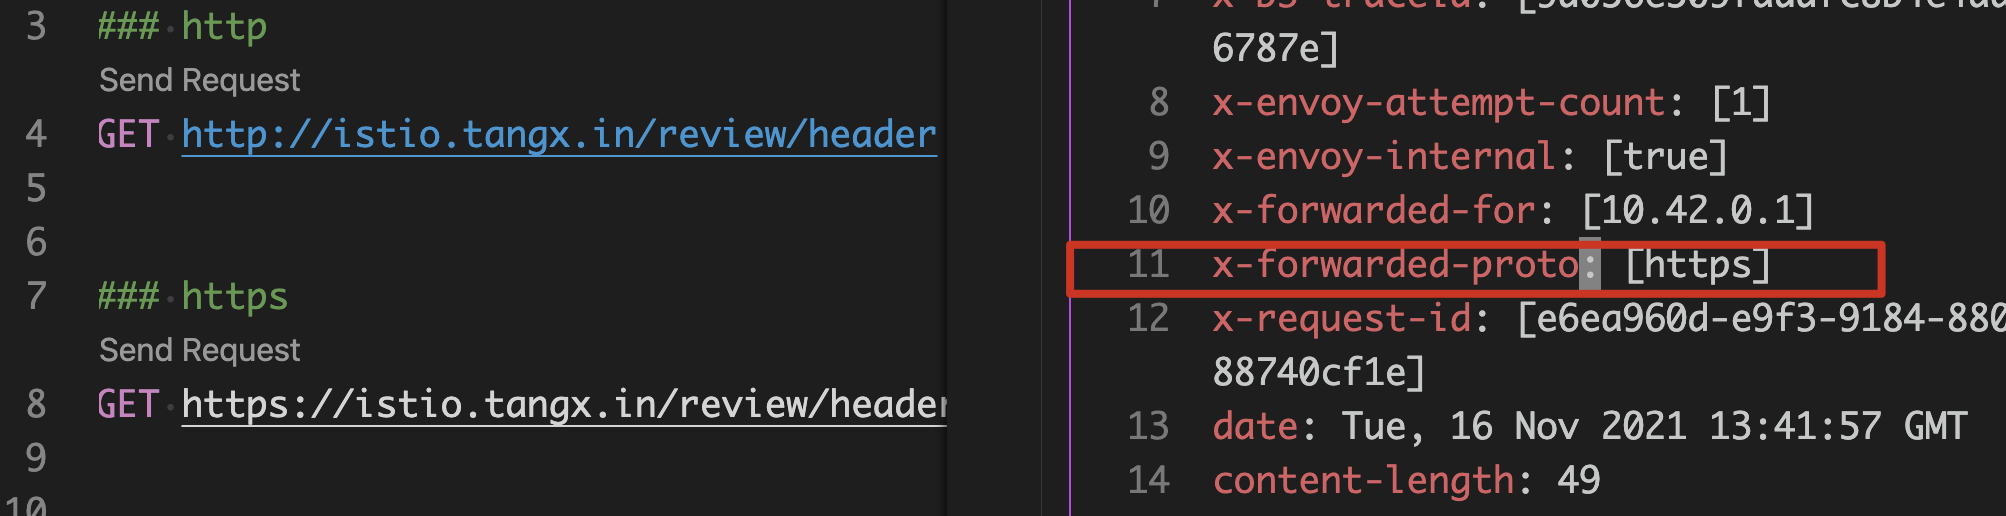 3 ### http
Send Request
4 GET http://istio.tangx.in/review/header
5
6
7 ### https
Send Request
8 GET https://istio.tangx.in/review/header
9
10
6787e]
8 x-envoy-attempt-count: [1]
9 x-envoy-internal: [true]
10 x-forwarded-for: [10.42.0.1]
11 x-forwarded-proto: [https]
12 x-request-id: [e6ea960d-e9f3-9184-880
88740cf1e]
13 date: Tue, 16 Nov 2021 13:41:57 GMT
14 content-length: 49